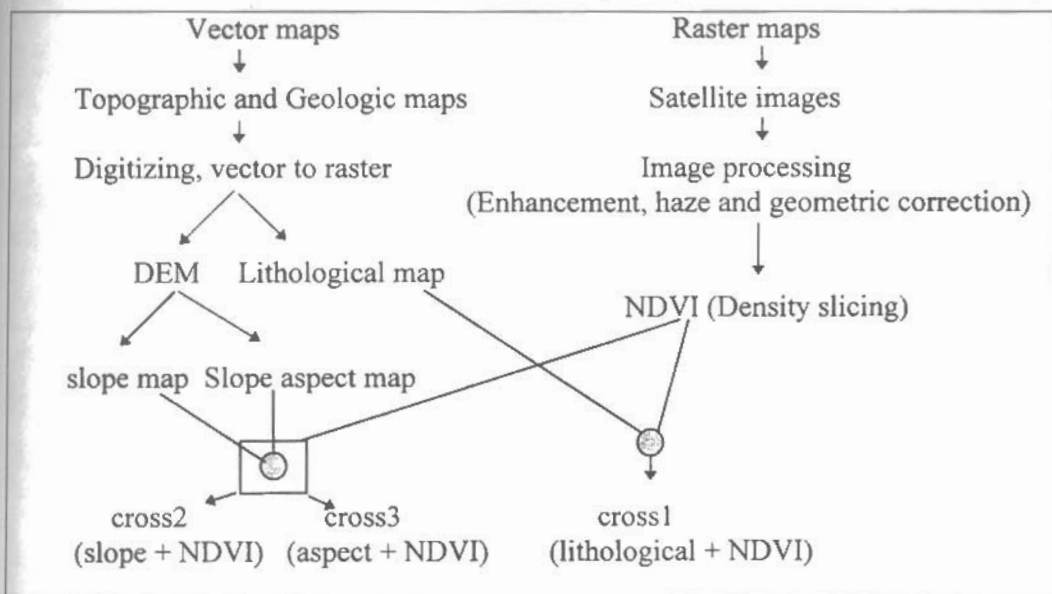 Vector maps
Raster maps
Topographic and Geologic maps
Satellite images
Digitizing, vector to raster
Image processing
(Enhancement, haze and geometric correction)
DEM
Lithological map
NDVI (Density slicing)
slope map
Slope aspect map
cross2
(slope + NDVI)
cross3
(aspect + NDVI)
cross1
(lithological + NDVI)